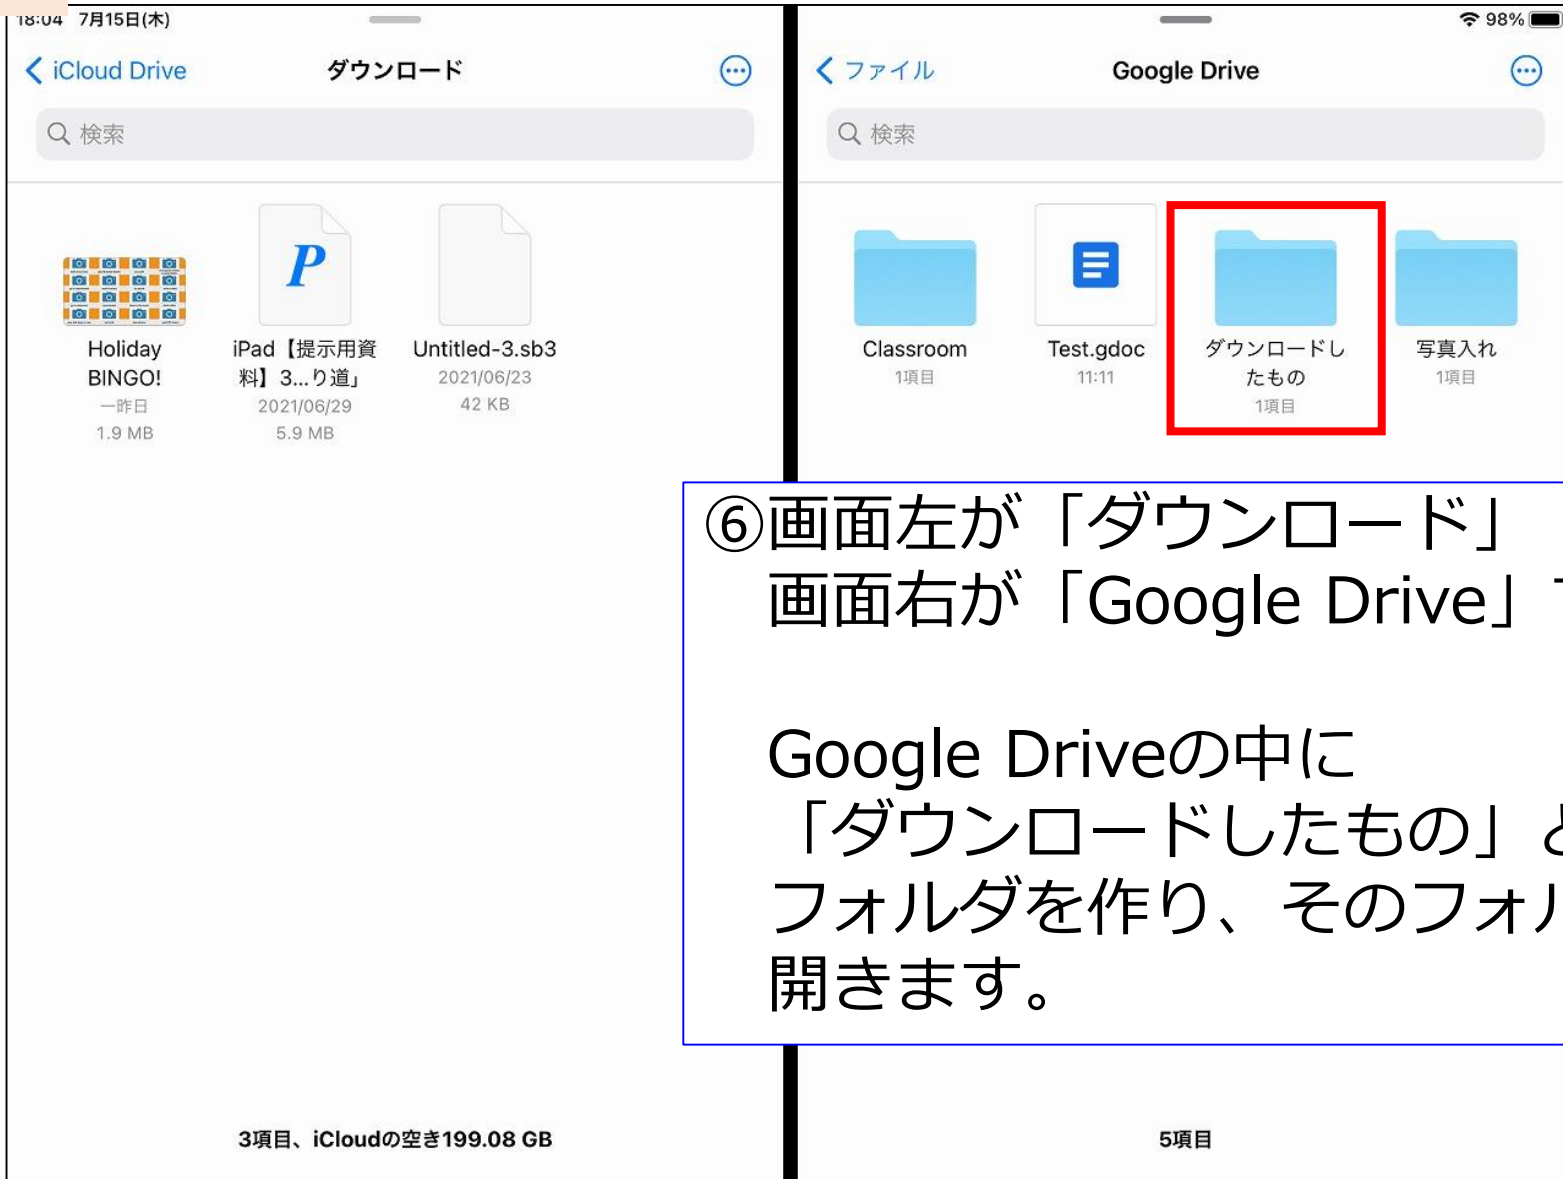 18:04 7月15日(木)
98%
iCloud Drive
ダウンロード
検索
Holiday
BINGO!
一昨日
1.9 MB
P
iPad【提示用資
料】3...り道」
2021/06/29
5.9 MB
Untitled-3.sb3
2021/06/23
42 KB
3項目、iCloudの空き199.08 GB
ファイル
Google Drive
検索
Classroom
1項目
Test.gdoc
11:11
ダウンロードし
たもの
1項目
写真入れ
1項目
⑥画面左が「ダウンロード」
画面右が「Google Drive」
Google Driveの中に
「ダウンロードしたもの」と
フォルダを作り、そのフォル
開きます。
5項目